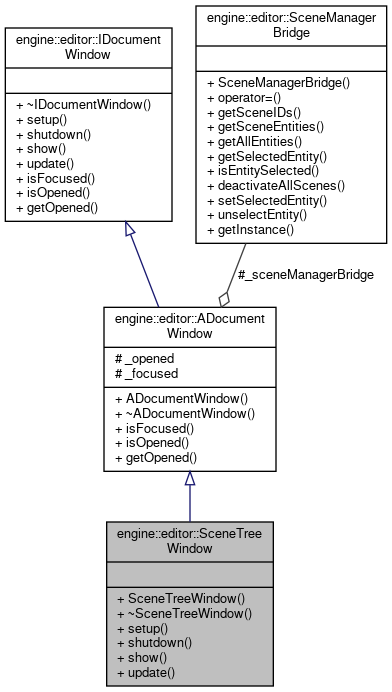 engine::editor::IDocument
Window
+ ~IDocumentWindow()
+ setup()
+ shutdown()
+ show()
+ update()
+ isFocused()
+ isOpened()
+ getOpened()
engine::editor::SceneManager
Bridge
+ SceneManagerBridge()
+ operator=()
+ getSceneIDs()
+ getSceneEntities()
+ getAllEntities()
+ getSelectedEntity()
+ isEntitySelected()
+ deactivateAllScenes()
+ setSelectedEntity()
+ unselectEntity()
+ getInstance()
#_sceneManagerBridge
engine::editor::ADocument
Window
# _opened
# _focused
+ ADocumentWindow()
+ ~ADocumentWindow()
+ isFocused()
+ isOpened()
+ getOpened()
engine::editor::SceneTree
Window
+ SceneTreeWindow()
+ ~SceneTreeWindow()
+ setup()
+ shutdown()
+ show()
+ update()